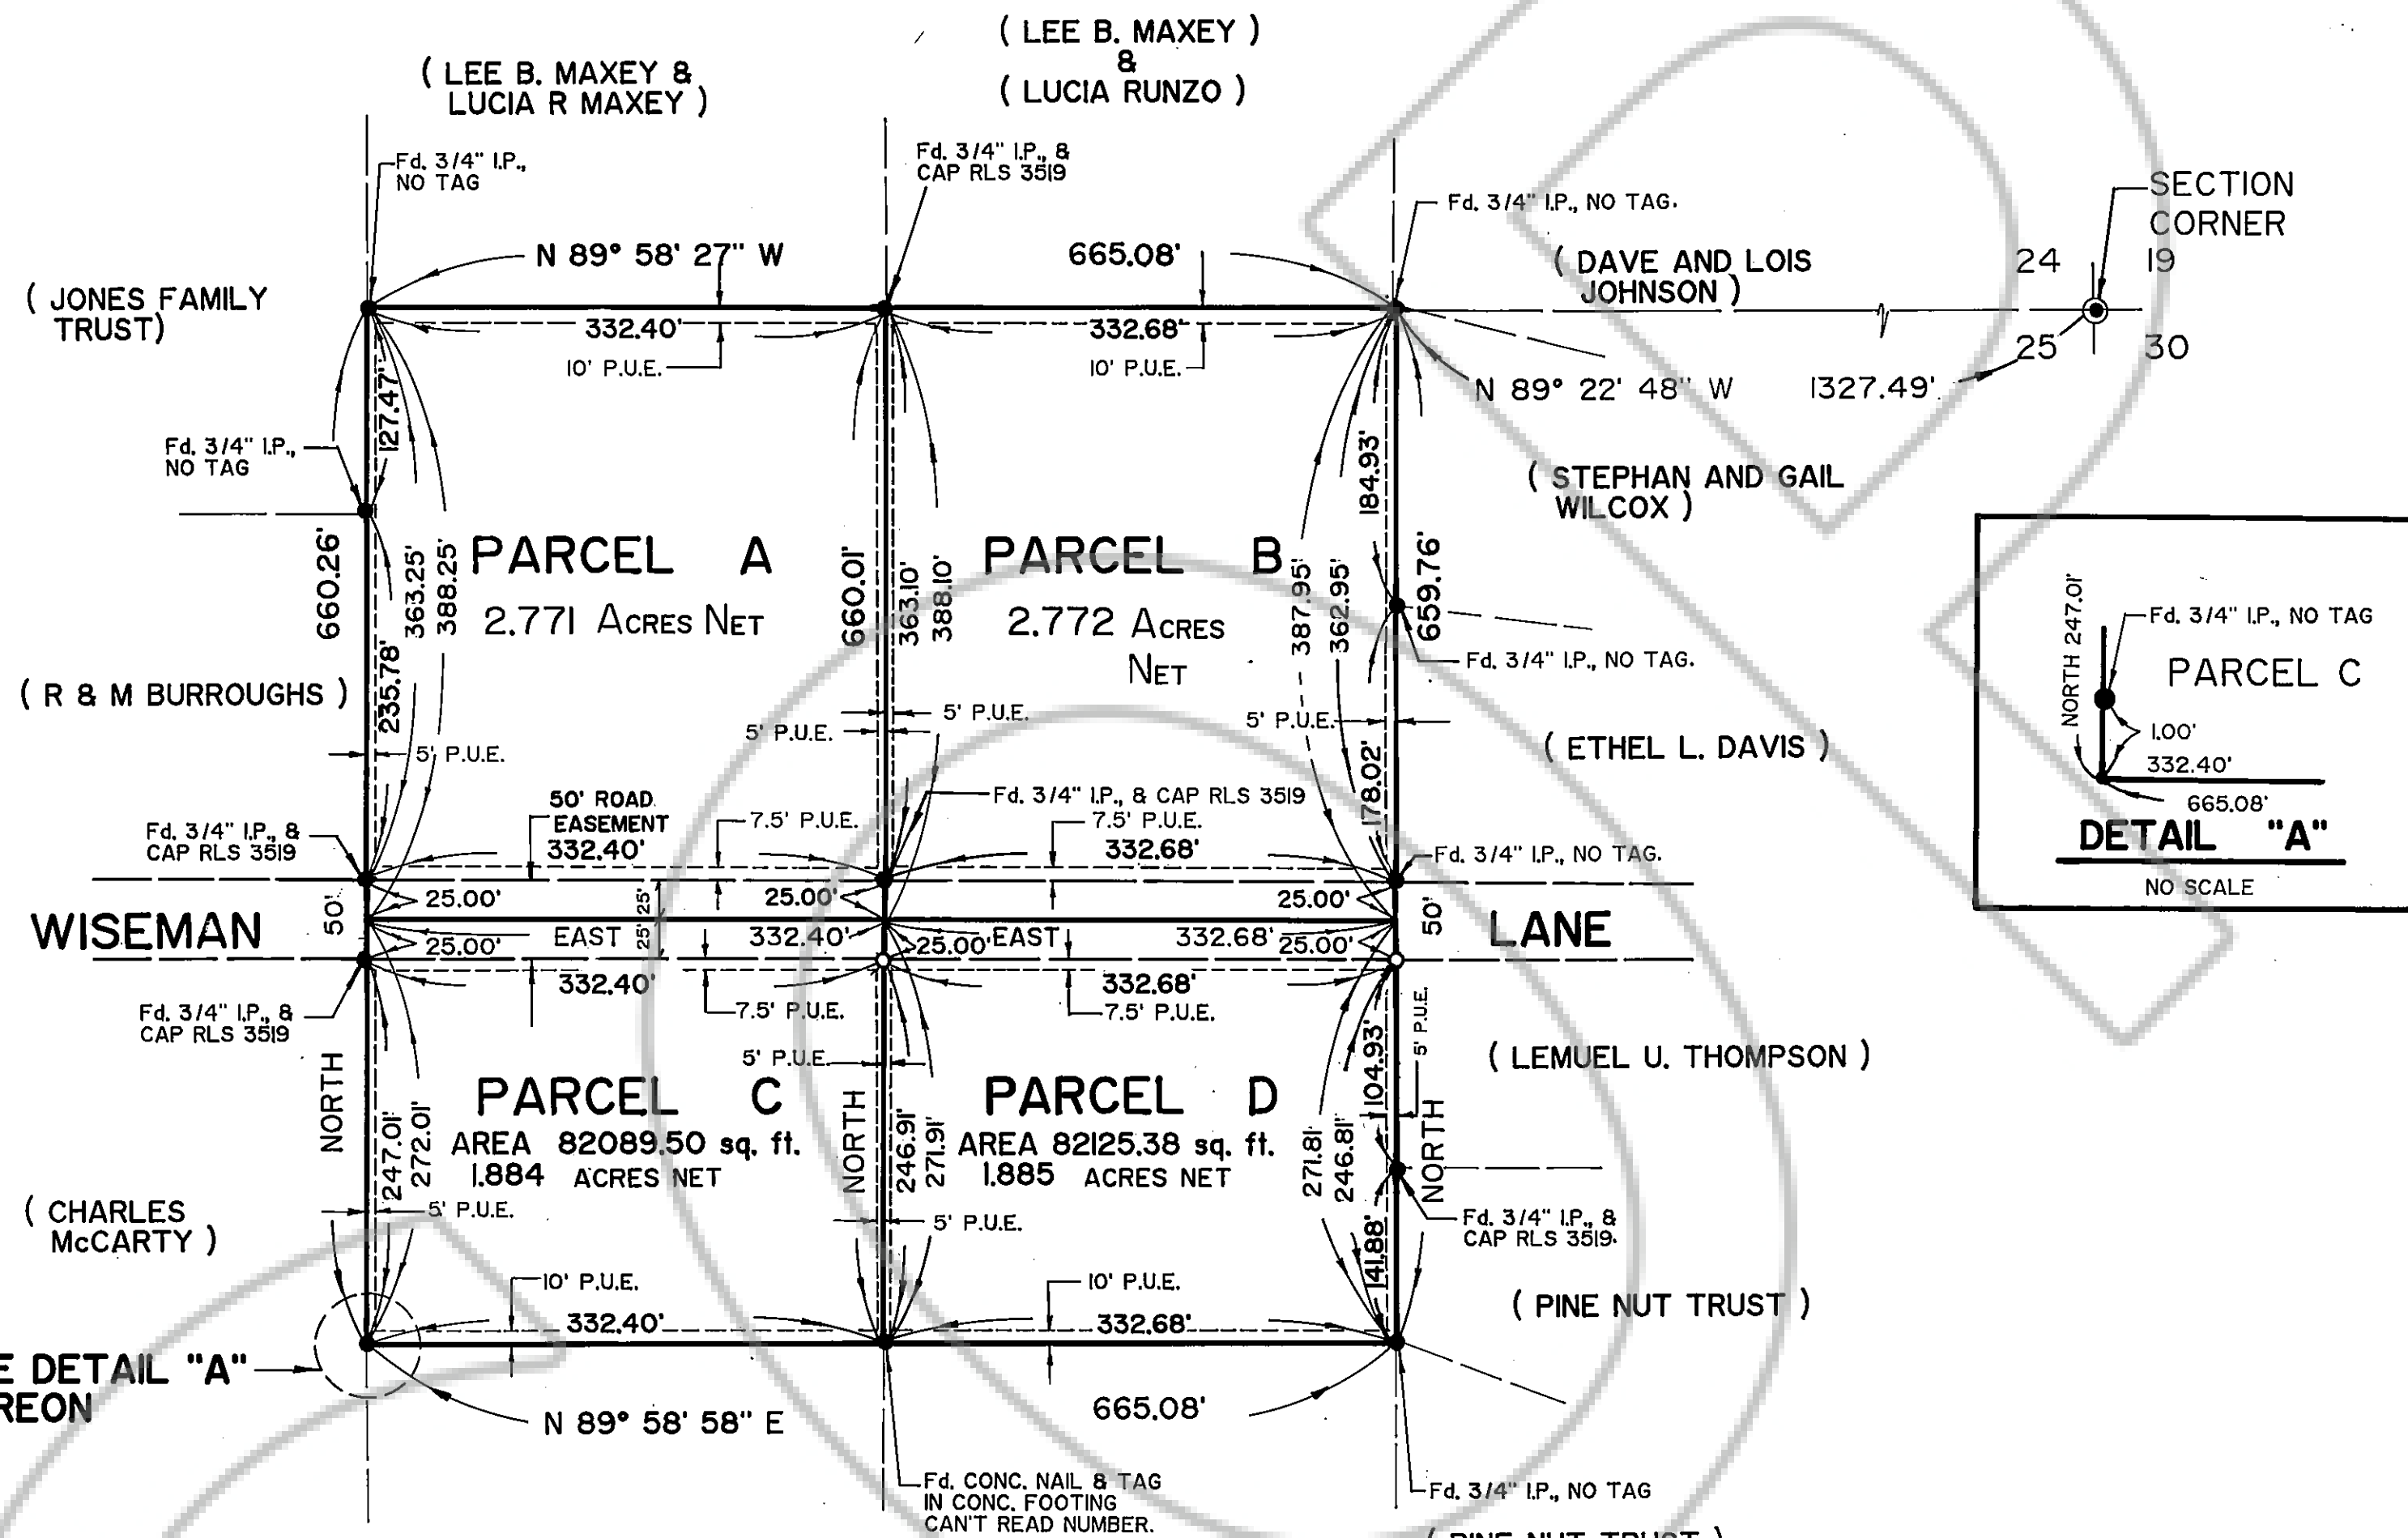 ( LEE B. MAXEY &
LUCIA R MAXEY )
( LEE B. MAXEY )
&
( LUCIA RUNZO )
Fd. 3/4" I.P.,
NO TAG
Fd. 3/4" I.P., &
CAP RLS 3519
Fd. 3/4" I.P., NO TAG.
SECTION
CORNER
N 89° 58' 27" W
665.08'
( DAVE AND LOIS
JOHNSON )
24
19
25
30
( JONES FAMILY
TRUST)
332.40'
332.68'
10' P.U.E.
10' P.U.E.
N 89° 22' 48" W
1327.49'
127.47'
Fd. 3/4" I.P.,
NO TAG
184.93'
( STEPHAN AND GAIL
WILCOX )
660.26'
363.25'
388.25'
PARCEL A
2.771 ACRES NET
660.01'
363.10'
388.10'
PARCEL B
2.772 ACRES
NET
387.95'
362.95'
659.76'
Fd. 3/4" I.P., NO TAG.
NORTH 247.01'
Fd. 3/4" I.P., NO TAG
PARCEL C
1.00'
332.40'
665.08'
DETAIL "A"
NO SCALE
( R & M BURROUGHS )
235.78'
5' P.U.E.
5' P.U.E.
5' P.U.E.
5' P.U.E.
178.02'
( ETHEL L. DAVIS )
50' ROAD
EASEMENT
332.40'
7.5' P.U.E.
Fd. 3/4" I.P., & CAP RLS 3519
7.5' P.U.E.
332.68'
Fd. 3/4" I.P., &
CAP RLS 3519
Fd. 3/4" I.P., NO TAG.
25.00'
25'
25.00'
25.00'
WISEMAN
50'
50'
LANE
25.00'
EAST
25'
332.40'
25.00'
EAST
332.68'
25.00'
332.40'
7.5' P.U.E.
332.68'
7.5' P.U.E.
Fd. 3/4" I.P., &
CAP RLS 3519
5' P.U.E.
104.93'
5' P.U.E.
( LEMUEL U. THOMPSON )
NORTH
247.01'
272.01'
PARCEL C
AREA 82089.50 sq. ft.
1.884 ACRES NET
NORTH
246.91'
271.91'
PARCEL D
AREA 82125.38 sq. ft.
1.885 ACRES NET
271.81'
246.81'
NORTH
5' P.U.E.
5' P.U.E.
Fd. 3/4" I.P., &
CAP RLS 3519.
( CHARLES
McCARTY )
141.88'
10' P.U.E.
332.40'
10' P.U.E.
332.68'
( PINE NUT TRUST )
E DETAIL "A"
REON
N 89° 58' 58" E
665.08'
Fd. CONC. NAIL & TAG
IN CONC. FOOTING
CAN'T READ NUMBER.
Fd. 3/4" I.P., NO TAG
( PINE NUT TRUST )